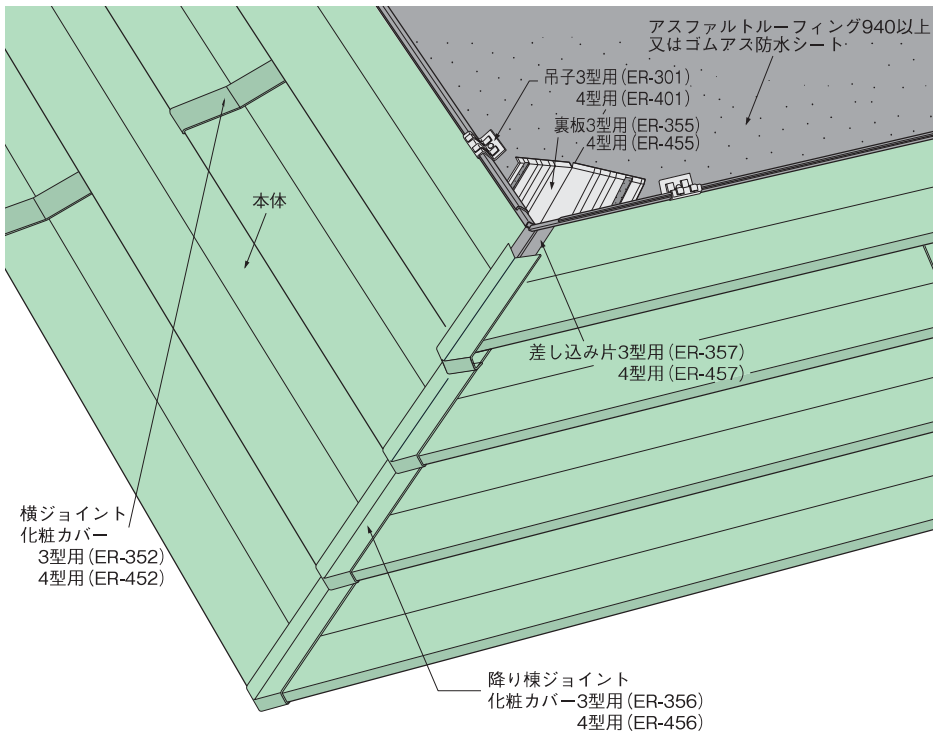 アスファルトルーフィング940以上
又はゴムアス防水シート
吊子3型用(ER-301)
4型用(ER-401)
裏板3型用(ER-355)
4型用(ER-455)
本体
差し込み片3型用(ER-357)
4型用(ER-457)
横ジョイント
化粧カバー
3型用(ER-352)
4型用(ER-452)
降り棟ジョイント
化粧カバー3型用(ER-356)
4型用(ER-456)